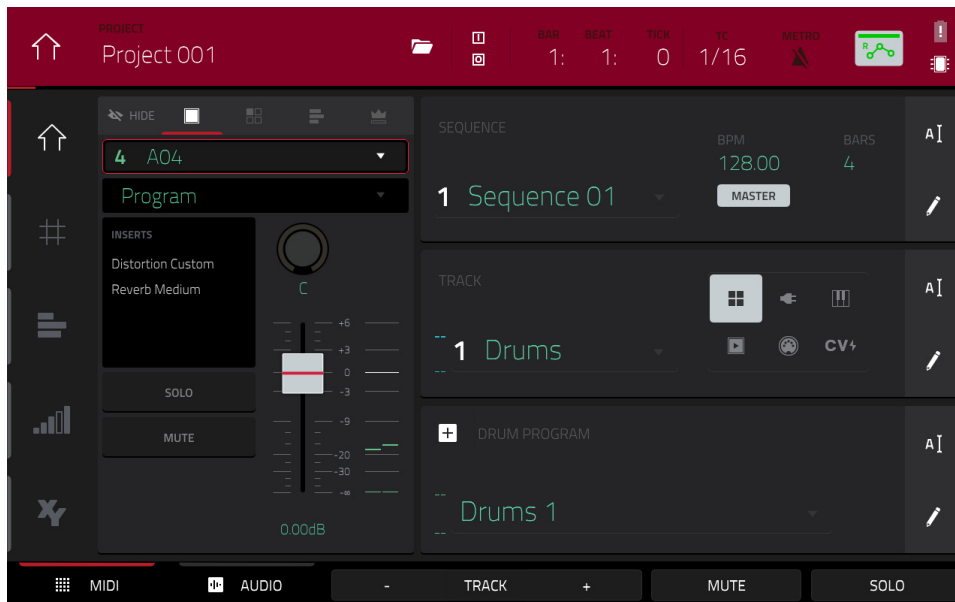 PROJECT
Project 001
BAR BEAT TICK TC METRO
1: 1: 0 1/16
R
HIDE
4 A04
Program
INSERTS
Distortion Custom
Reverb Medium
C
+6
+3
0
-3
-9
-20
-30
-∞
SOLO
MUTE
0.00dB
SEQUENCE
1 Sequence 01
BPM BARS
128.00 4
MASTER
TRACK
1 Drums
CV
DRUM PROGRAM
Drums 1
A
A
A
XY
MIDI AUDIO - TRACK + MUTE SOLO